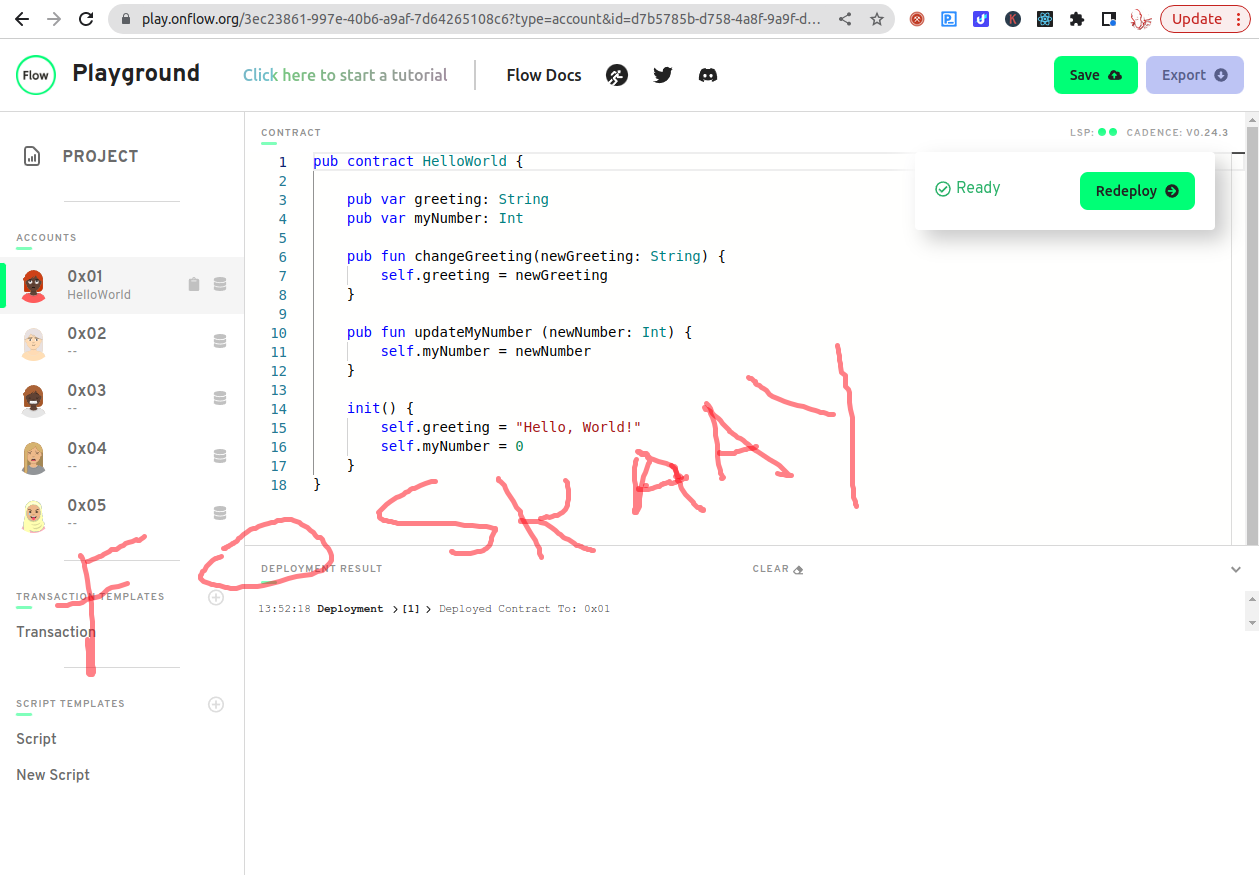 play.onflow.org/3ec23861-997e-40b6-a9af-7d64265108c6?type=account&id=d7b5785b-d758-4a8f-9a9f-d...
Update
Flow
Playground
Click here to start a tutorial
Flow Docs
Save
Export
PROJECT
ACCOUNTS
0x01
HelloWorld
0x02
--
0x03
--
0x04
--
0x05
--
TRANSACTION TEMPLATES
Transaction
SCRIPT TEMPLATES
Script
New Script
CONTRACT
LSP:
CADENCE: V0.24.3
Ready
Redeploy
1 pub contract HelloWorld {
2
3 pub var greeting: String
4 pub var myNumber: Int
5
6 pub fun changeGreeting(newGreeting: String) {
7 self.greeting = newGreeting
8 }
9
10 pub fun updateMyNumber (newNumber: Int) {
11 self.myNumber = newNumber
12 }
13
14 init() {
15 self.greeting = "Hello, World!"
16 self.myNumber = 0
17 }
18 }
DEPLOYMENT RESULT
CLEAR
13:52:18 Deployment > [1] > Deployed Contract To: 0x01